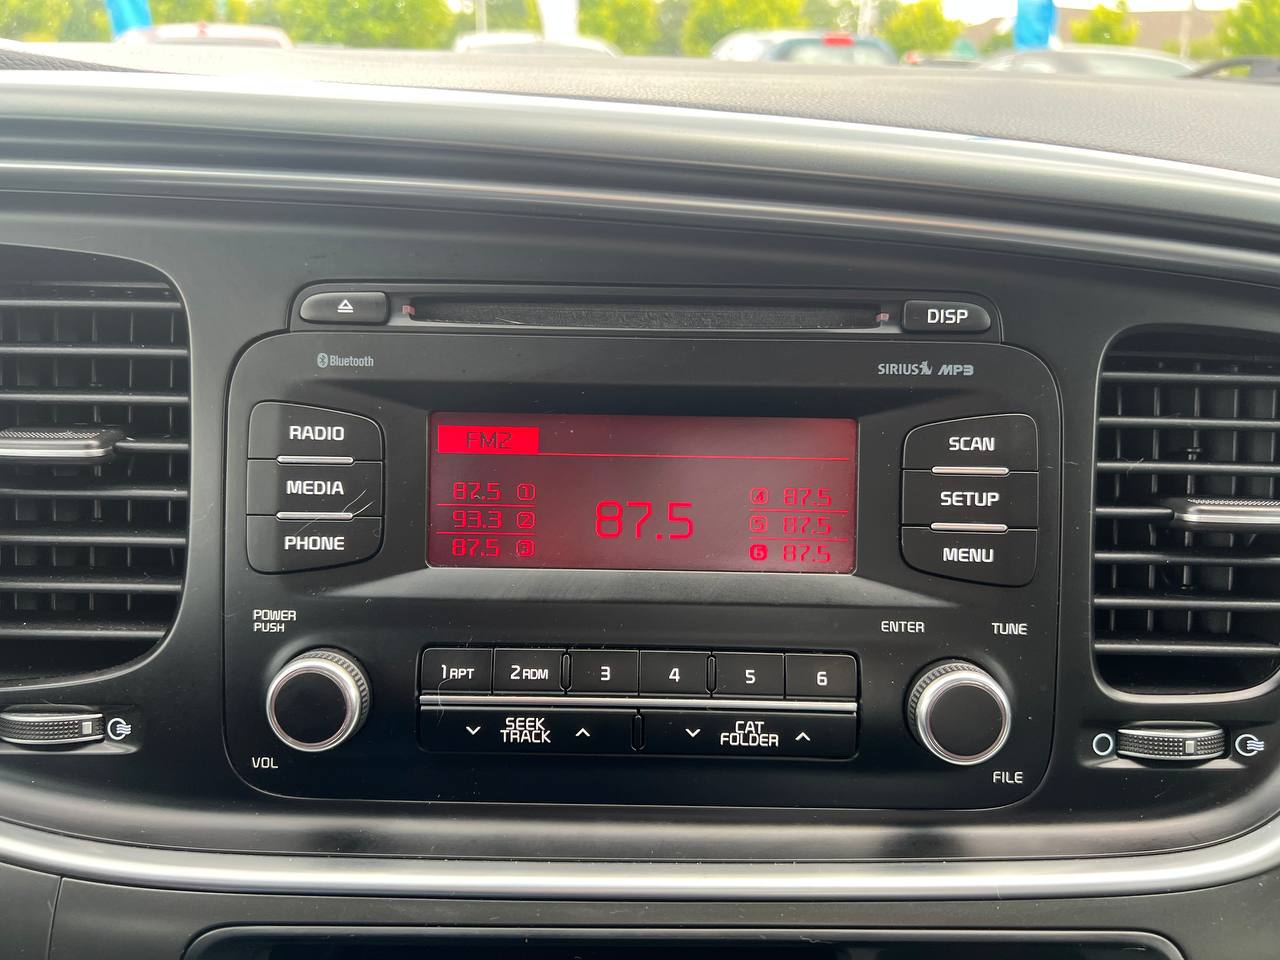 DISP
Bluetooth
SIRIUS MP3
RADIO
MEDIA
PHONE
FM2
87.5 1
93.3 2
87.5 3
87.5
4 87.5
5 87.5
6 87.5
SCAN
SETUP
MENU
POWER
PUSH
VOL
1 RPT
2 RDM
3
4
5
6
SEEK
TRACK
CAT
FOLDER
ENTER
TUNE
FILE